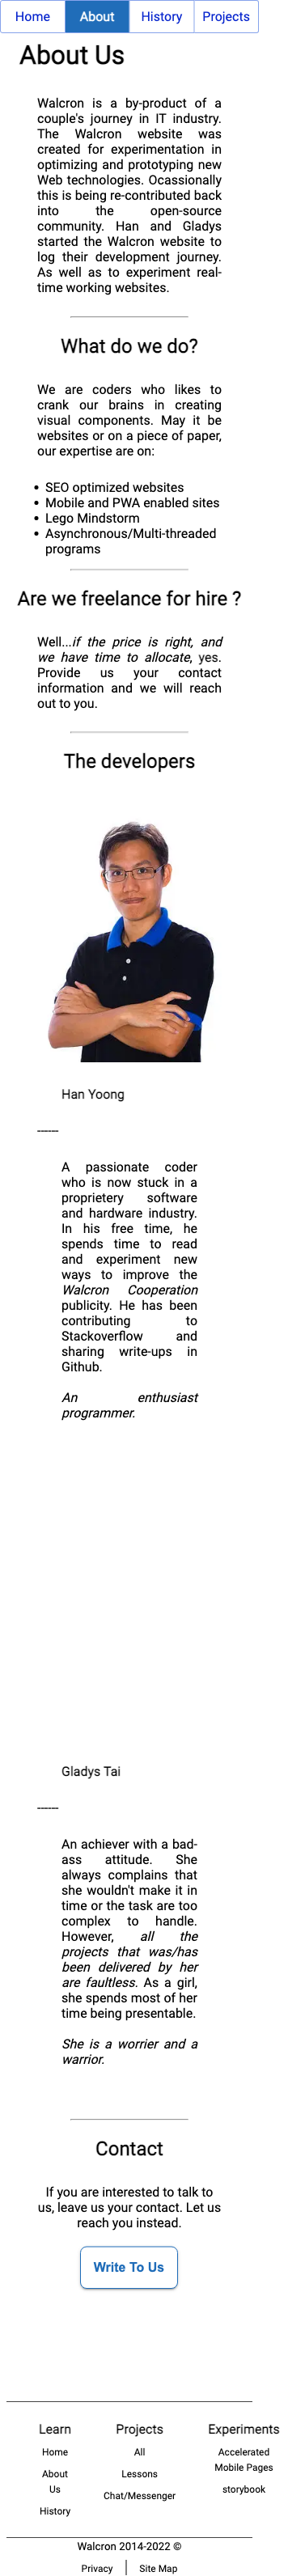 Home About History Projects
About Us
Walcron is a by-product of a
couple's journey in IT industry.
The Walcron website was
created for experimentation in
optimizing and prototyping new
Web technologies. Ocassionally
this is being re-contributed back
into the open-source
community. Han and Gladys
started the Walcron website to
log their development journey.
As well as to experiment real-
time working websites.
What do we do?
We are coders who likes to
crank our brains in creating
visual components. May it be
websites or on a piece of paper,
our expertise are on:
• SEO optimized websites
• Mobile and PWA enabled sites
• Lego Mindstorm
• Asynchronous/Multi-threaded
programs
Are we freelance for hire ?
Well...if the price is right, and
we have time to allocate, yes.
Provide us your contact
information and we will reach
out to you.
The developers
Han Yoong
------
A passionate coder
who is now stuck in a
proprietery software
and hardware industry.
In his free time, he
spends time to read
and experiment new
ways to improve the
Walcron Cooperation
publicity. He has been
contributing to
Stackoverflow and
sharing write-ups in
Github.
An enthusiast
programmer.
Gladys Tai
------
An achiever with a bad-
ass attitude. She
always complains that
she wouldn't make it in
time or the task are too
complex to handle.
However, all the
projects that was/has
been delivered by her
are faultless. As a girl,
she spends most of her
time being presentable.
She is a worrier and a
warrior.
Contact
If you are interested to talk to
us, leave us your contact. Let us
reach you instead.
Write To Us
Learn
Home
About
Us
History
Projects
All
Lessons
Chat/Messenger
Experiments
Accelerated
Mobile Pages
storybook
Walcron 2014-2022 ©
Privacy | Site Map